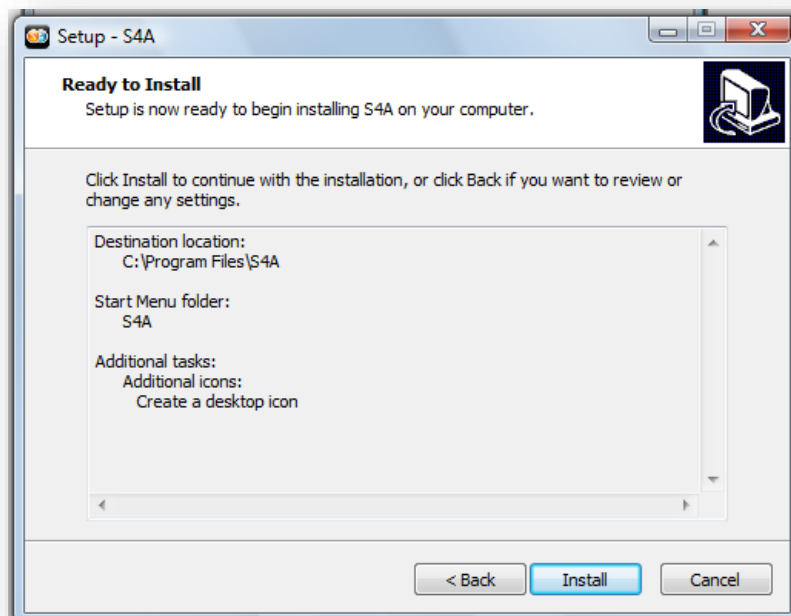 Setup - S4A
Ready to Install
Setup is now ready to begin installing S4A on your computer.
Click Install to continue with the installation, or click Back if you want to review or
change any settings.
Destination location:
C:\Program Files\S4A
Start Menu folder:
S4A
Additional tasks:
Additional icons:
Create a desktop icon
< Back
Install
Cancel